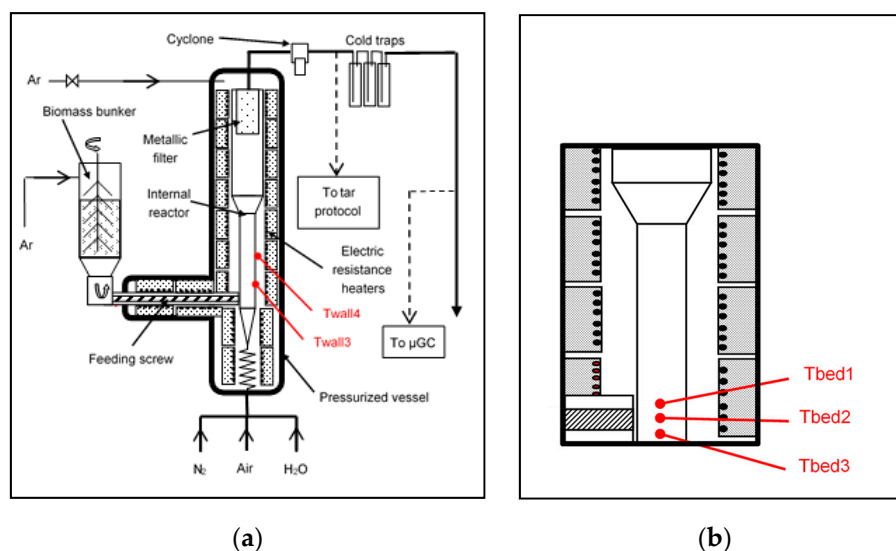 Cyclone
Cold traps
Ar
Biomass bunker
Metallic
filter
Internal
reactor
To tar
protocol
Ar
Electric
resistance
heaters
Twall4
Twall3
Feeding screw
To µGC
Pressurized vessel
N₂
Air
H₂O
Tbed1
Tbed2
Tbed3
(a)
(b)